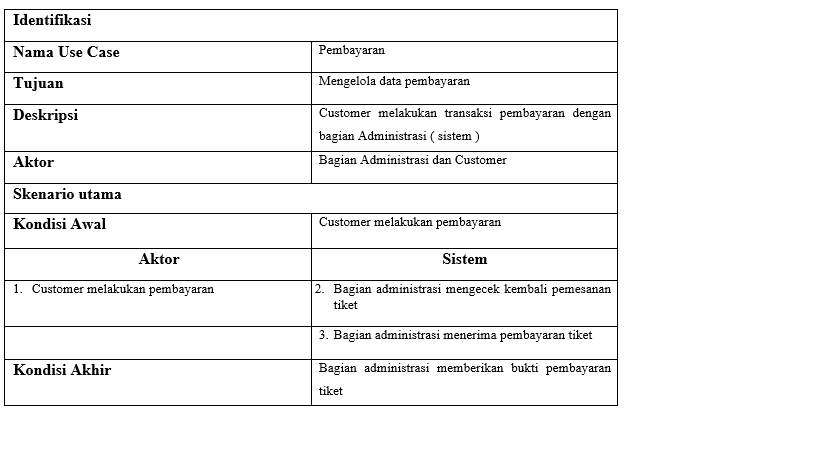 Identifikasi
Nama Use Case
Pembayaran
Tujuan
Mengelola data pembayaran
Deskripsi
Customer melakukan transaksi pembayaran dengan
bagian Administrasi ( sistem )
Aktor
Bagian Administrasi dan Customer
Skenario utama
Kondisi Awal
Customer melakukan pembayaran
Aktor
Sistem
1. Customer melakukan pembayaran
2. Bagian administrasi mengecek kembali pemesanan
tiket
3. Bagian administrasi menerima pembayaran tiket
Kondisi Akhir
Bagian administrasi memberikan bukti pembayaran
tiket